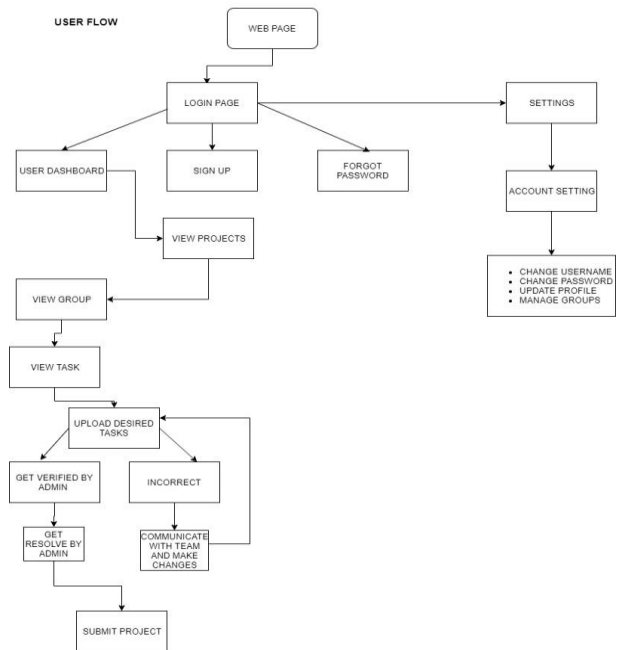 USER FLOW
WEB PAGE
LOGIN PAGE
SETTINGS
USER DASHBOARD
SIGN UP
FORGOT
PASSWORD
ACCOUNT SETTING
VIEW PROJECTS
• CHANGE USERNAME
• CHANGE PASSWORD
• UPDATE PROFILE
• MANAGE GROUPS
VIEW GROUP
VIEW TASK
UPLOAD DESIRED
TASKS
GET VERIFIED BY
ADMIN
INCORRECT
GET
RESOLVE BY
ADMIN
COMMUNICATE
WITH TEAM
AND MAKE
CHANGES
SUBMIT PROJECT